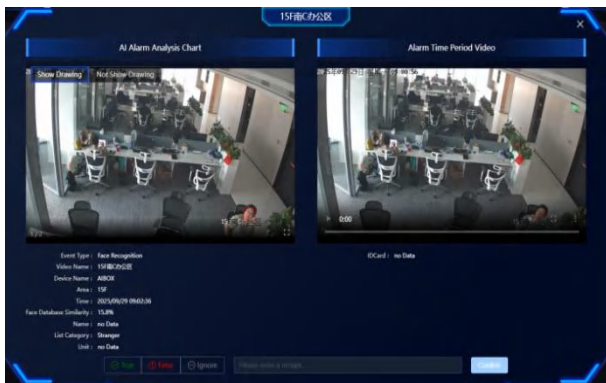 15F南C办公区
AI Alarm Analysis Chart
Alarm Time Period Video
Show Drawing
Not Show Drawing
0:00
Event Type : Face Recognition
IDCard : no Data
Video Name : 15F南C办公区
Device Name : AIBOX
Area : 15F
Time : 2025/09/29 09:02:36
Face Database Similarity : 15.8%
Name : no Data
List Category : Stranger
Unit : no Data
True
False
Ignore
Confirm